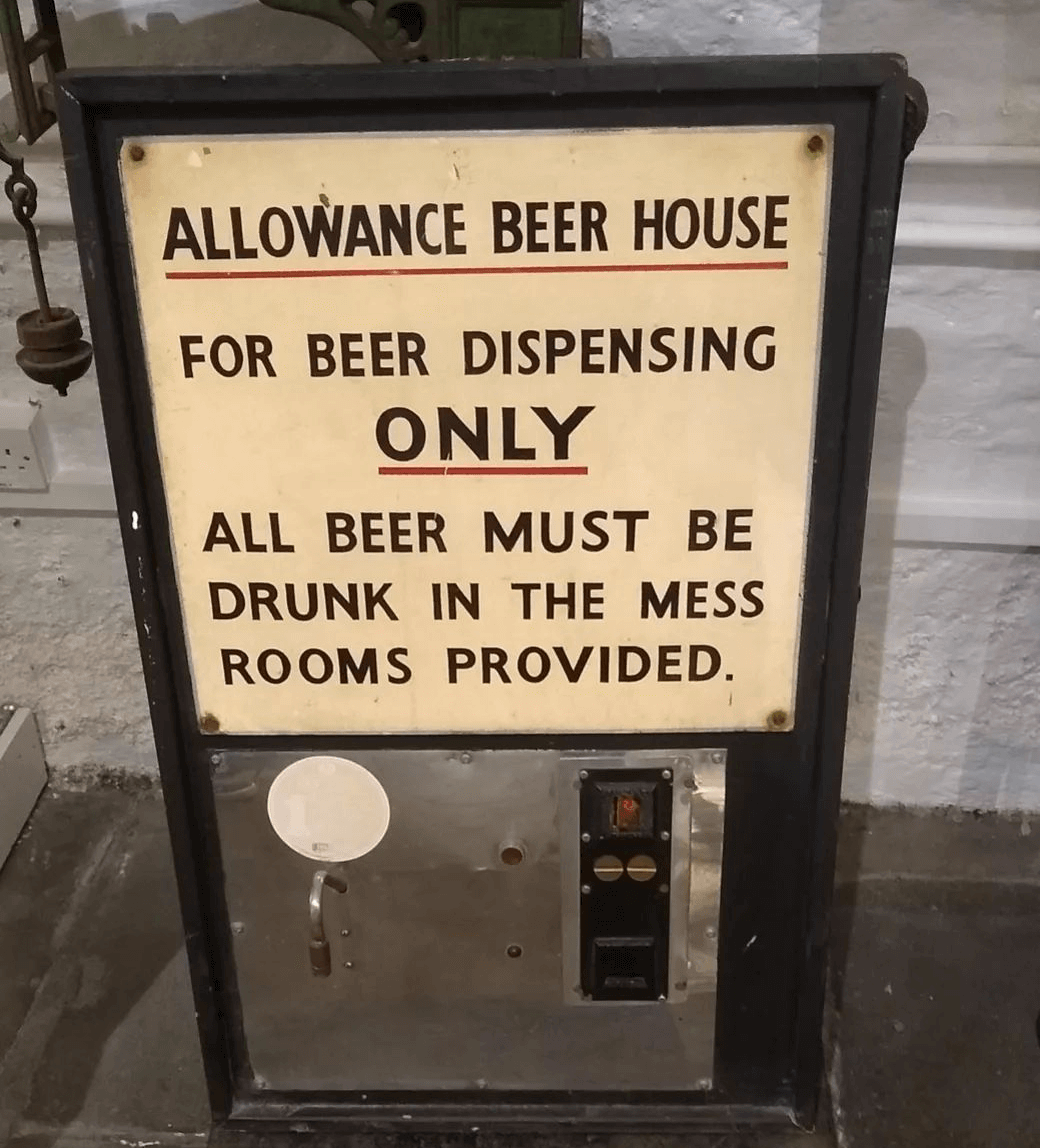 ALLOWANCE BEER HOUSE
FOR BEER DISPENSING
ONLY
ALL BEER MUST BE
DRUNK IN THE MESS
ROOMS PROVIDED.